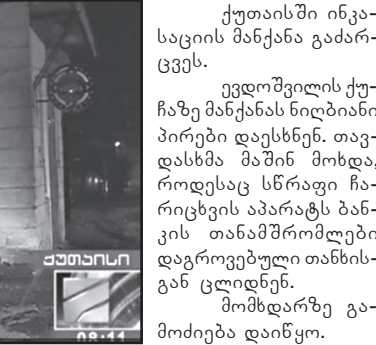 ქუთაისში ინკა-
საციის მანქანა გაძარ-
ცვეს.
ევდოშვილის ქუ-
ჩაზე მანქანას ნიღბიანი
პირები დაესხნენ. თავ-
დასხმა მაშინ მოხდა,
როდესაც სწრაფი ჩა-
რიცხვის აპარატს ბან-
კის თანამშრომლები
დაგროვებული თანხის-
გან ცლიდნენ.
მომხდარზე გა-
მოძიება დაიწყო.
ქუთაისი
08:11